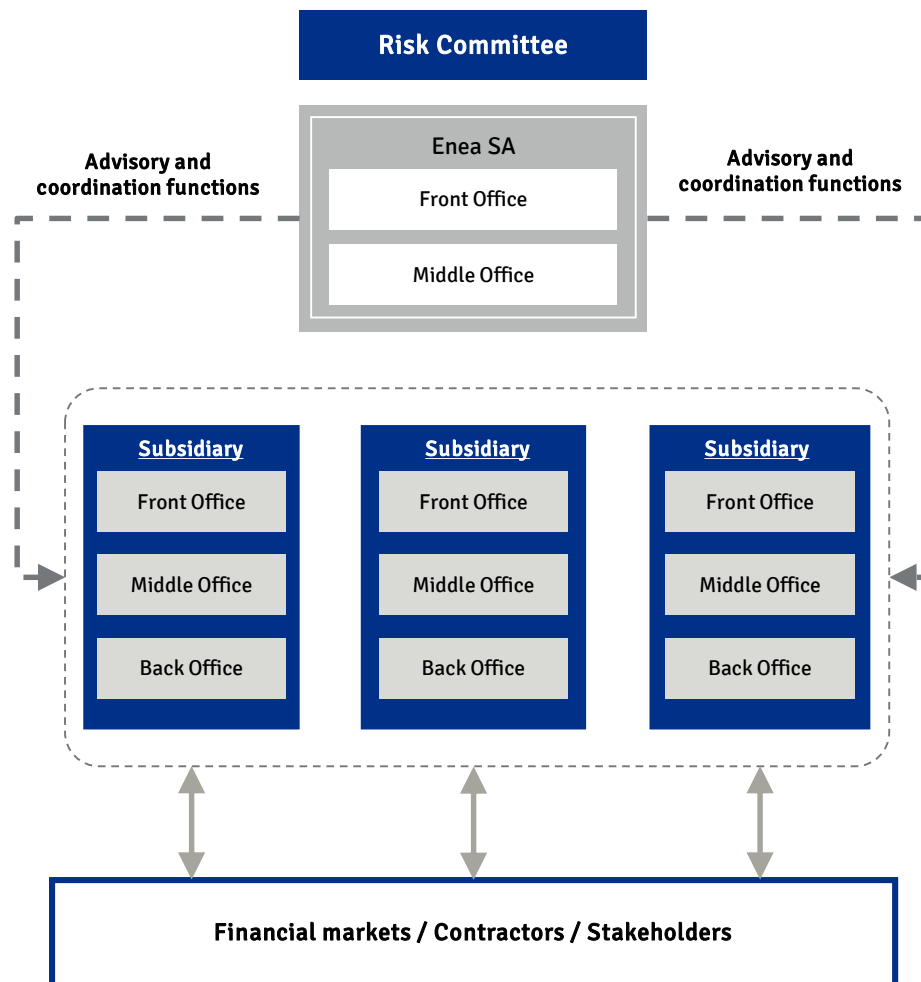 Risk Committee
Enea SA
Front Office
Middle Office
Advisory and
coordination functions
Advisory and
coordination functions
Subsidiary
Front Office
Middle Office
Back Office
Subsidiary
Front Office
Middle Office
Back Office
Subsidiary
Front Office
Middle Office
Back Office
Financial markets / Contractors / Stakeholders